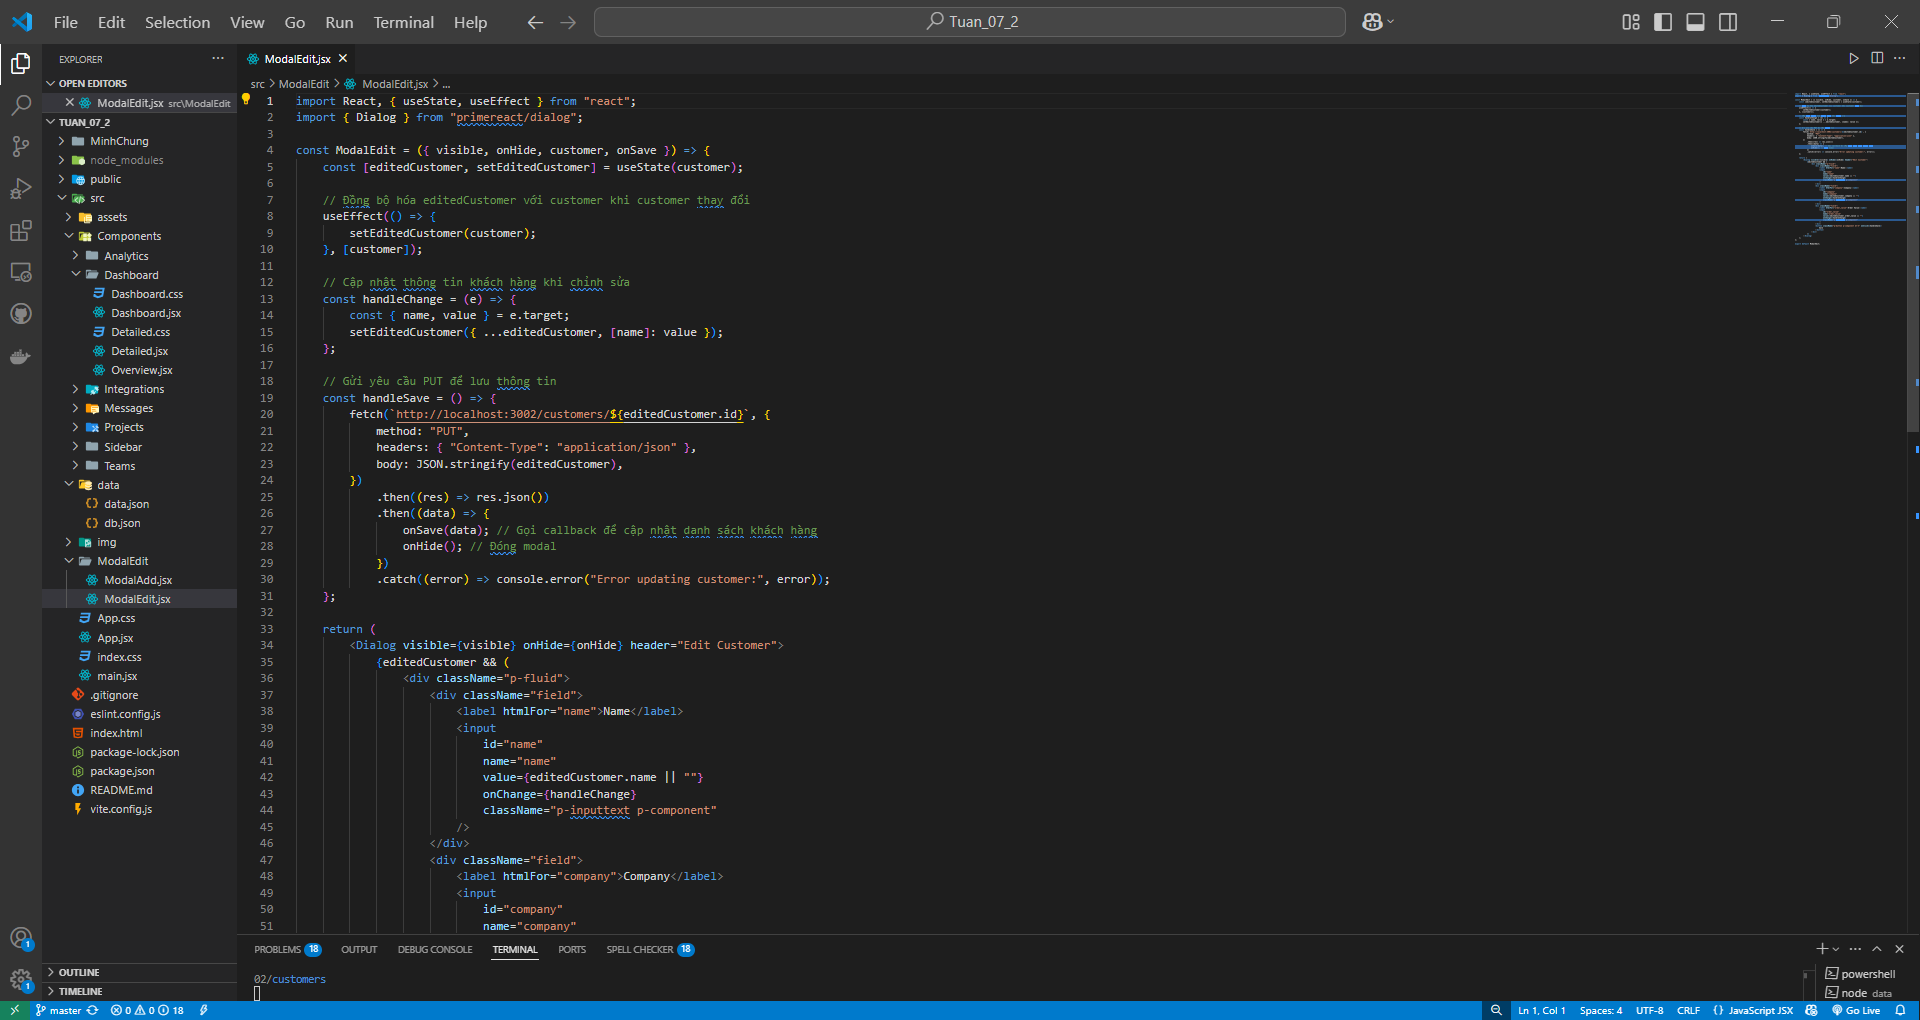 File Edit Selection View Go Run Terminal Help
Tuan_07_2
EXPLORER
OPEN EDITORS
ModalEdit.jsx src\ModalEdit
TUAN_07_2
MinhChung
node_modules
public
src
assets
Components
Analytics
Dashboard
Dashboard.css
Dashboard.jsx
Detailed.css
Detailed.jsx
Overview.jsx
Integrations
Messages
Projects
Sidebar
Teams
data
data.json
db.json
img
ModalEdit
ModalAdd.jsx
ModalEdit.jsx
App.css
App.jsx
index.css
main.jsx
.gitignore
eslint.config.js
index.html
package-lock.json
package.json
README.md
vite.config.js
OUTLINE
TIMELINE
ModalEdit.jsx
src > ModalEdit > ModalEdit.jsx > ...
1 import React, { useState, useEffect } from "react";
2 import { Dialog } from "primereact/dialog";
3
4 const ModalEdit = ({ visible, onHide, customer, onSave }) => {
5 const [editedCustomer, setEditedCustomer] = useState(customer);
6
7 // Đồng bộ hóa editedCustomer với customer khi customer thay đổi
8 useEffect(() => {
9 setEditedCustomer(customer);
10 }, [customer]);
11
12 // Cập nhật thông tin khách hàng khi chỉnh sửa
13 const handleChange = (e) => {
14 const { name, value } = e.target;
15 setEditedCustomer({ ...editedCustomer, [name]: value });
16 };
17
18 // Gửi yêu cầu PUT để lưu thông tin
19 const handleSave = () => {
20 fetch(`http://localhost:3002/customers/${editedCustomer.id}`, {
21 method: "PUT",
22 headers: { "Content-Type": "application/json" },
23 body: JSON.stringify(editedCustomer),
24 })
25 .then((res) => res.json())
26 .then((data) => {
27 onSave(data); // Gọi callback để cập nhật danh sách khách hàng
28 onHide(); // Đóng modal
29 })
30 .catch((error) => console.error("Error updating customer:", error));
31 };
32
33 return (
34 <Dialog visible={visible} onHide={onHide} header="Edit Customer">
35 {editedCustomer && (
36 <div className="p-fluid">
37 <div className="field">
38 <label htmlFor="name">Name</label>
39 <input
40 id="name"
41 name="name"
42 value={editedCustomer.name || ""}
43 onChange={handleChange}
44 className="p-inputtext p-component"
45 />
46 </div>
47 <div className="field">
48 <label htmlFor="company">Company</label>
49 <input
50 id="company"
51 name="company"
PROBLEMS 18 OUTPUT DEBUG CONSOLE TERMINAL PORTS SPELL CHECKER 18
02/customers
powershell
node data
master 0 0 18
Ln 1, Col 1 Spaces: 4 UTF-8 CRLF {} JavaScript JSX Go Live